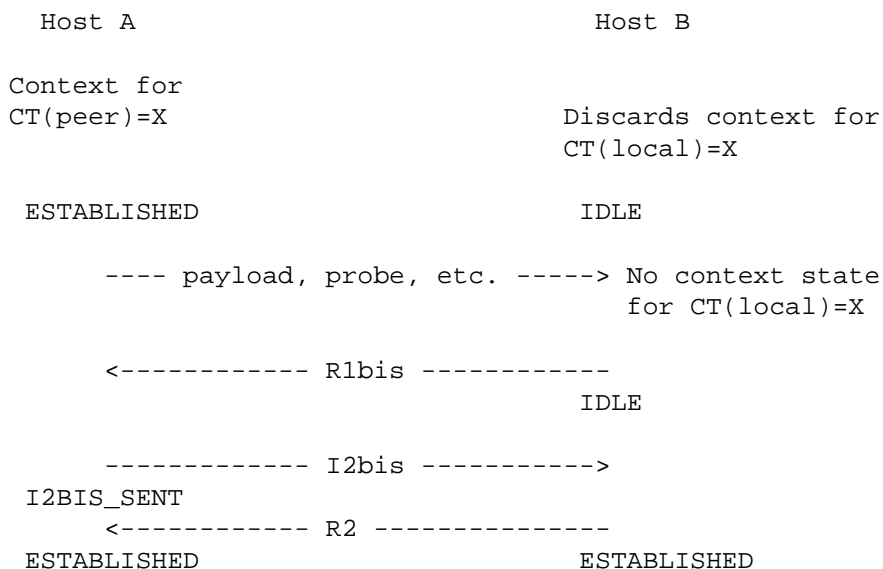 Host A                                Host B
Context for
CT(peer)=X                         Discards context for
                                   CT(local)=X
ESTABLISHED                         IDLE
---- payload, probe, etc. -----> No context state
                                 for CT(local)=X
<------------ R1bis ------------
                                    IDLE
------------- I2bis ----------->
I2BIS_SENT
<------------ R2 ---------------
ESTABLISHED                         ESTABLISHED